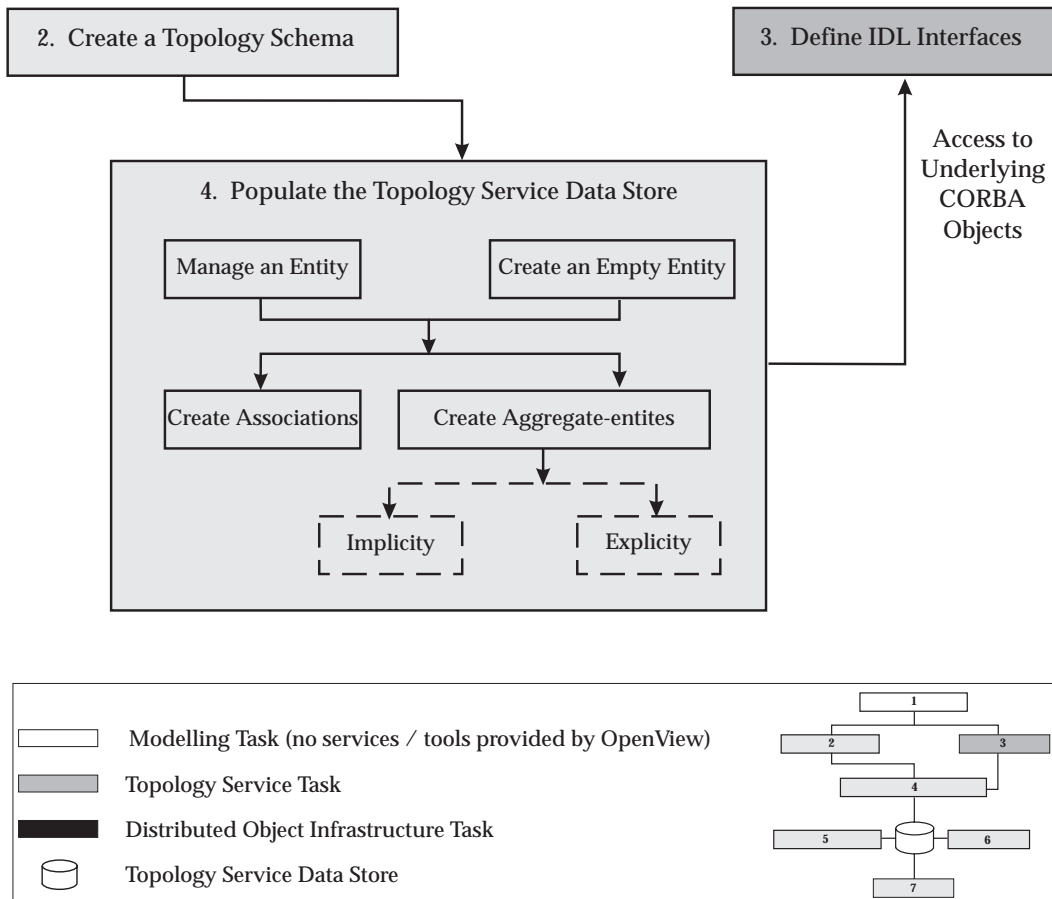 2. Create a Topology Schema
3. Define IDL Interfaces
Access to
Underlying
CORBA
Objects
4. Populate the Topology Service Data Store
Manage an Entity
Create an Empty Entity
Create Associations
Create Aggregate-entites
Implicity
Explicity
Modelling Task (no services / tools provided by OpenView)
Topology Service Task
Distributed Object Infrastructure Task
Topology Service Data Store
1
2
3
4
5
6
7